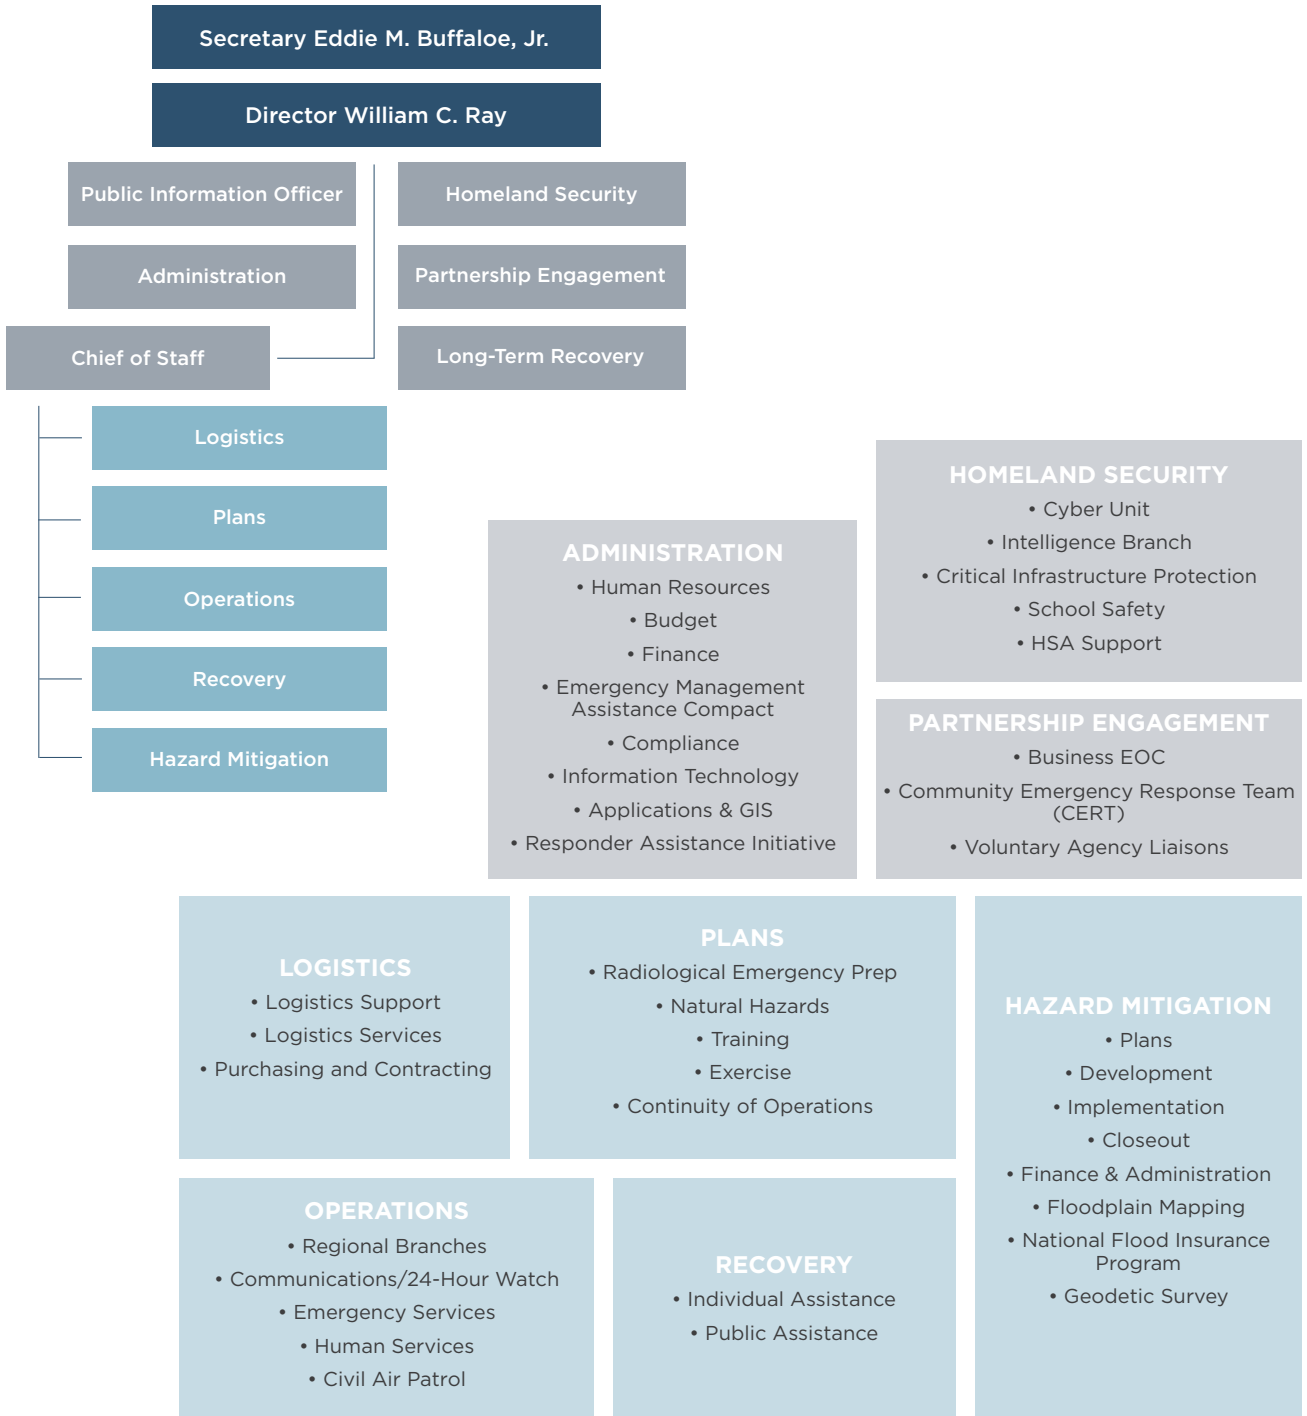 Secretary Eddie M. Buffaloe, Jr.
Director William C. Ray
Public Information Officer
Homeland Security
Administration
Partnership Engagement
Chief of Staff
Long-Term Recovery
Logistics
Plans
Operations
Recovery
Hazard Mitigation
ADMINISTRATION
• Human Resources
• Budget
• Finance
• Emergency Management
Assistance Compact
• Compliance
• Information Technology
• Applications & GIS
• Responder Assistance Initiative
HOMELAND SECURITY
• Cyber Unit
• Intelligence Branch
• Critical Infrastructure Protection
• School Safety
• HSA Support
PARTNERSHIP ENGAGEMENT
• Business EOC
• Community Emergency Response Team
(CERT)
• Voluntary Agency Liaisons
LOGISTICS
• Logistics Support
• Logistics Services
• Purchasing and Contracting
PLANS
• Radiological Emergency Prep
• Natural Hazards
• Training
• Exercise
• Continuity of Operations
HAZARD MITIGATION
• Plans
• Development
• Implementation
• Closeout
• Finance & Administration
• Floodplain Mapping
• National Flood Insurance
Program
• Geodetic Survey
OPERATIONS
• Regional Branches
• Communications/24-Hour Watch
• Emergency Services
• Human Services
• Civil Air Patrol
RECOVERY
• Individual Assistance
• Public Assistance